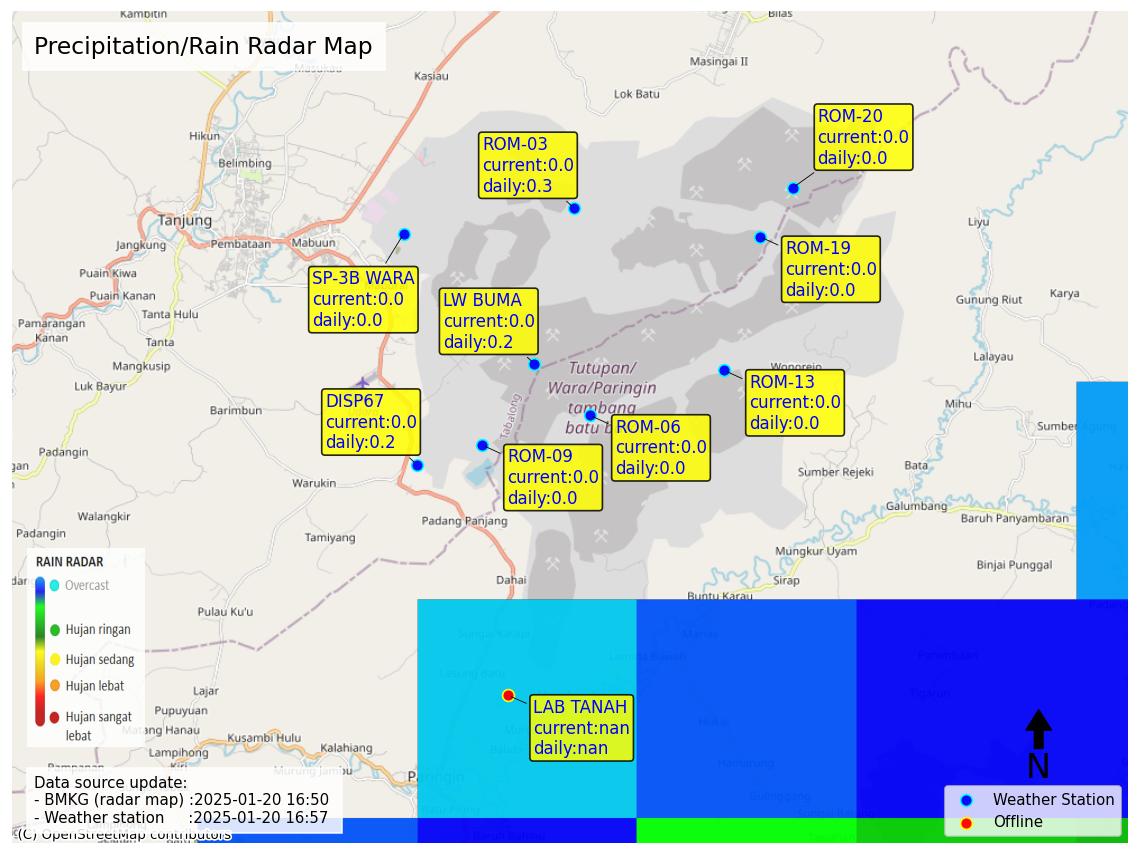 Kambitin
Bilas
Precipitation/Rain Radar Map
Masukau
Kasiau
Masingai II
Lok Batu
ROM-20
current:0.0
daily:0.0
Hikun
ROM-03
current:0.0
daily:0.3
Belimbing
Tanjung
Liyu
Jangkung
Pembataan
Mabuun
ROM-19
current:0.0
daily:0.0
Puain Kiwa
SP-3B WARA
current:0.0
daily:0.0
Puain Kanan
LW BUMA
current:0.0
daily:0.2
Gunung Riut
Karya
Tanta Hulu
Pamarangan
Kanan
Tanta
Mangkusip
Lalayau
Wonorejo
Tutupan/
Wara/Paringin
tambang
batu b
Luk Bayur
ROM-13
current:0.0
daily:0.0
DISP67
current:0.0
daily:0.2
Barimbun
Mihu
Tabalong
ROM-06
current:0.0
daily:0.0
Sumber Agung
Padangin
ROM-09
current:0.0
daily:0.0
Bata
Sumber Rejeki
Warukin
Galumbang
Walangkir
Padang Panjang
Baruh Panyambaran
Padangin
Tamiyang
Mungkur Uyam
Binjai Punggal
RAIN RADAR
Overcast
Hujan ringan
Hujan sedang
Hujan lebat
Hujan sangat
lebat
Dahai
Sirap
Buntu Karau
Pulau Ku'u
Lajar
LAB TANAH
current:nan
daily:nan
Pupuyuan
Matang Hanau
Kusambi Hulu
Kalahiang
Lampihong
Murung Jambu
Paringin
N
Data source update:
- BMKG (radar map) :2025-01-20 16:50
- Weather station :2025-01-20 16:57
Weather Station
Offline
(C) OpenStreetMap contributors